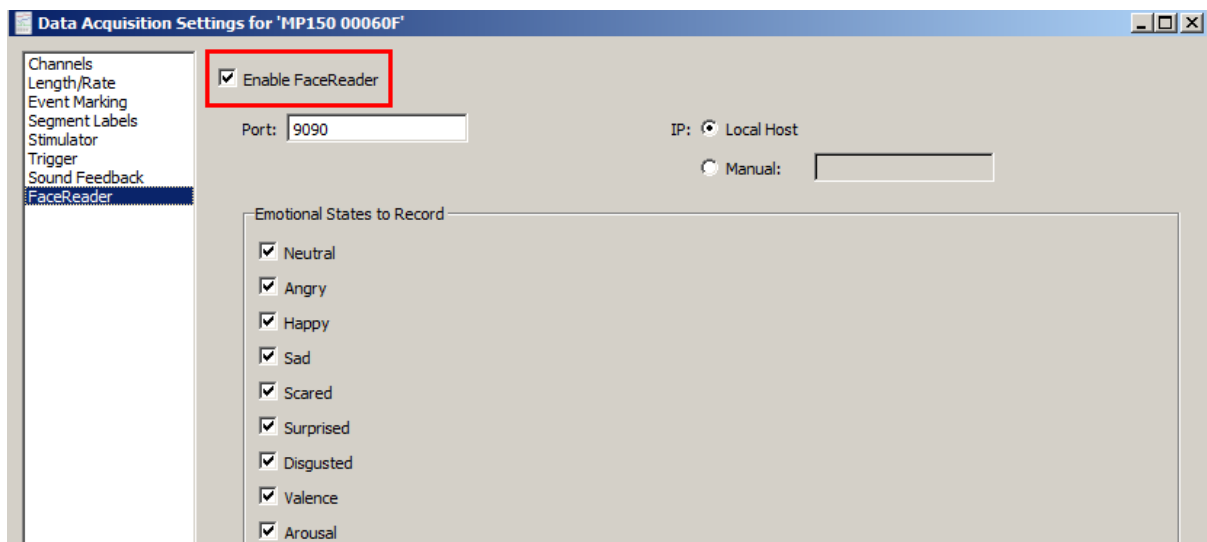 Data Acquisition Settings for 'MP150 00060F'
Channels
Length/Rate
Event Marking
Segment Labels
Stimulator
Trigger
Sound Feedback
FaceReader
Enable FaceReader
Port: 9090
IP: Local Host
Manual:
Emotional States to Record
Neutral
Angry
Happy
Sad
Scared
Surprised
Disgusted
Valence
Arousal